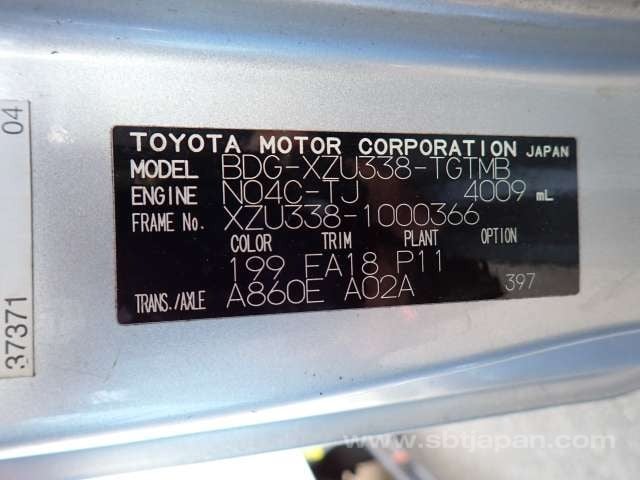 TOYOTA MOTOR CORPORATION JAPAN
MODEL BDG-XZU338-TGTMB
ENGINE N04C-TJ 4009 mL
FRAME No. XZU338-1000366
COLOR TRIM PLANT OPTION
199 EA18 P11
TRANS./AXLE A860E A02A 397
37371 04
www.sbtjapan.com